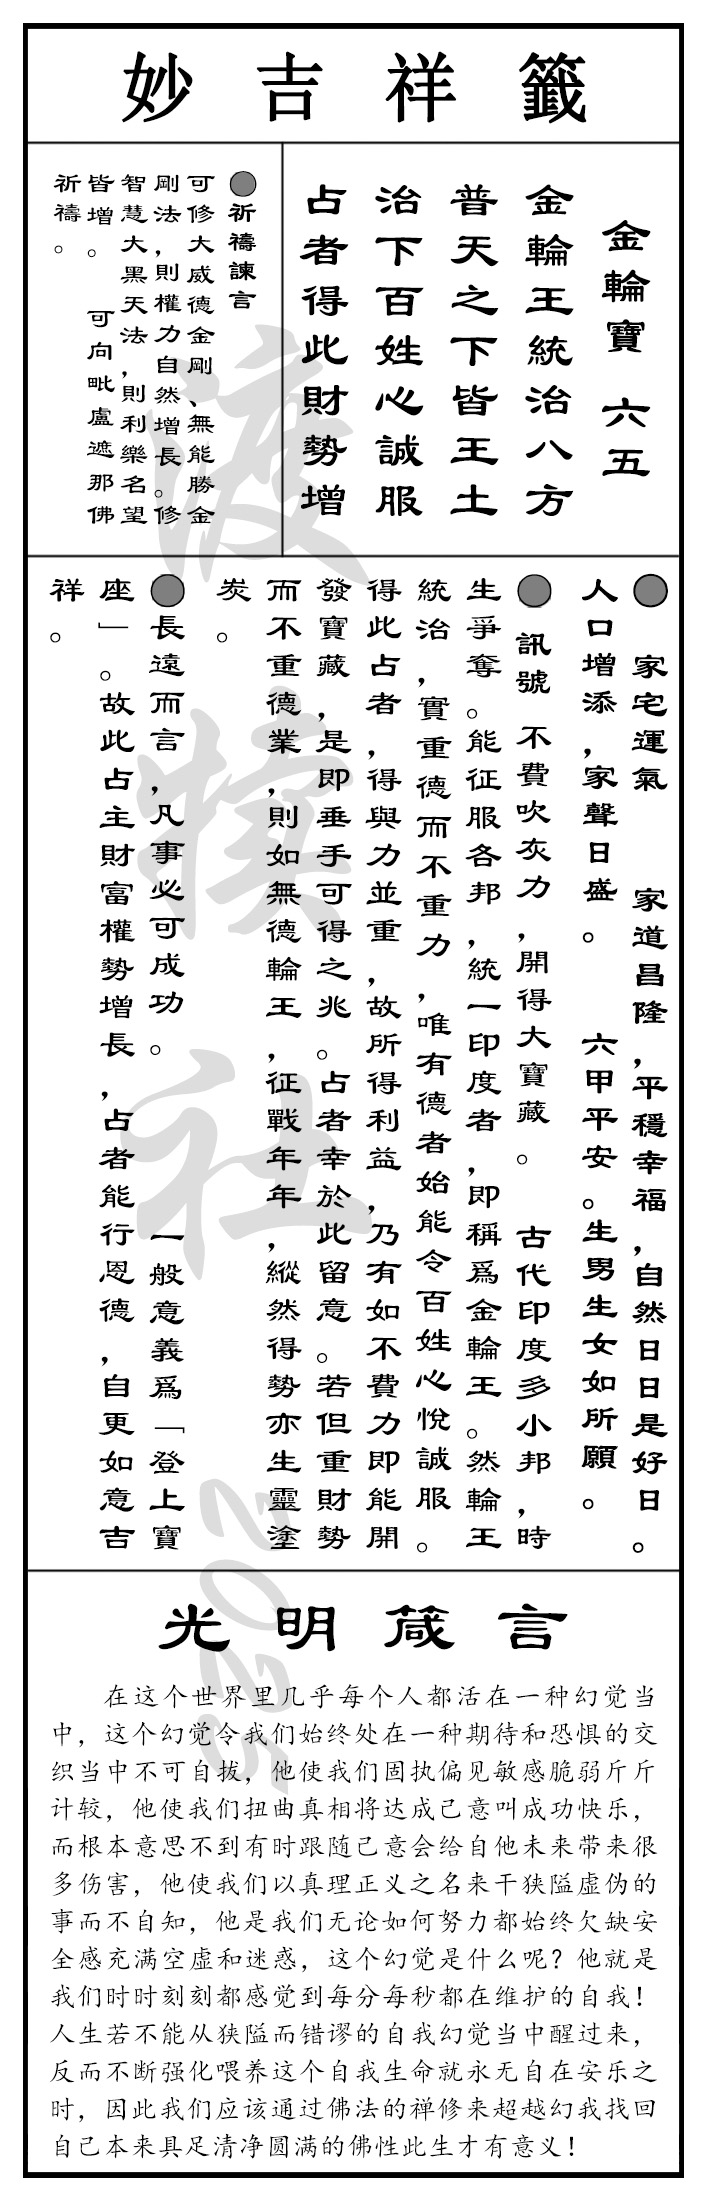 妙吉祥籤
金輪寶 六五
金輪王統治八方
普天之下皆王土
治下百姓心誠服
占者得此財勢增
●祈禱諫言
可修大威德金剛、無能勝金
剛法，則權力自然增長。修
智慧大黑天法，則利樂名望
皆增。 可向毗盧遮那佛
祈禱。
● 家宅運氣 家道昌隆，平穩幸福，自然日日是好日。
人口增添，家聲日盛。 六甲平安。生男生女如所願。
● 訊號 不費吹灰力，開得大寶藏。 古代印度多小邦，時
生爭奪。能征服各邦，統一印度者，即稱爲金輪王。然輪王
統治，實重德而不重力，唯有德者始能令百姓心悅誠服。
得此占者，得與力並重，故所得利益，乃有如不費力即能開
發寶藏，是即垂手可得之兆。占者幸於此留意。若但重財勢
而不重德業，則如無德輪王，征戰年年，縱然得勢亦生靈塗
炭。
●長遠而言，凡事必可成功。 一般意義爲「登上寶
座」。故此占主財富權勢增長，占者能行恩德，自更如意吉
祥。
光明箴言
在这个世界里几乎每个人都活在一种幻觉当
中，这个幻觉令我们始终处在一种期待和恐惧的交
织当中不可自拔，他使我们固执偏见敏感脆弱斤斤
计较，他使我们扭曲真相将达成己意叫成功快乐，
而根本意思不到有时跟随己意会给自他未来带来很
多伤害，他使我们以真理正义之名来干狭隘虚伪的
事而不自知，他是我们无论如何努力都始终欠缺安
全感充满空虚和迷惑，这个幻觉是什么呢？他就是
我们时时刻刻都感觉到每分每秒都在维护的自我！
人生若不能从狭隘而错谬的自我幻觉当中醒过来，
反而不断强化喂养这个自我生命就永无自在安乐之
时，因此我们应该通过佛法的禅修来超越幻我找回
自己本来具足清净圆满的佛性此生才有意义！
渡犊社2025